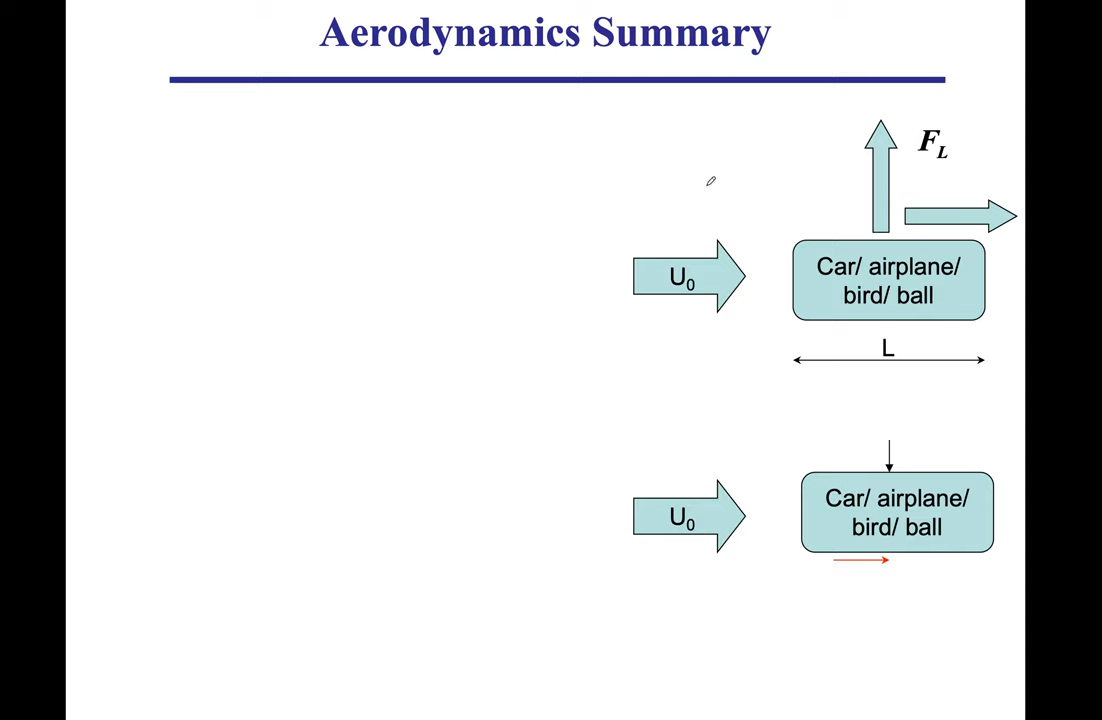 Aerodynamics Summary
F_L
U₀
Car/ airplane/
bird/ ball
L
U₀
Car/ airplane/
bird/ ball